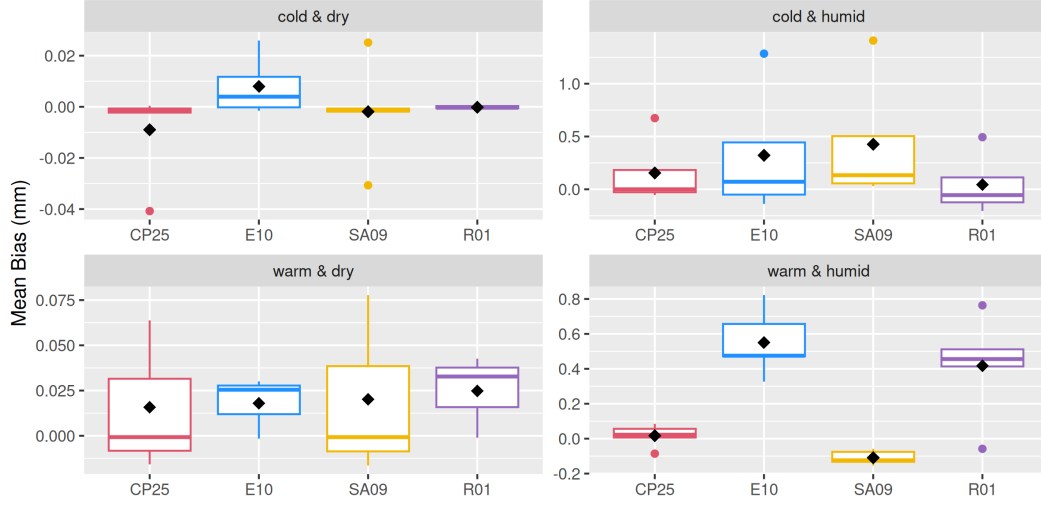 cold & dry
cold & humid
0.02
0.00
-0.02
-0.04
1.0
0.5
0.0
CP25 E10 SA09 R01
CP25 E10 SA09 R01
Mean Bias (mm)
warm & dry
warm & humid
0.075
0.050
0.025
0.000
0.8
0.6
0.4
0.2
0.0
-0.2
CP25 E10 SA09 R01
CP25 E10 SA09 R01